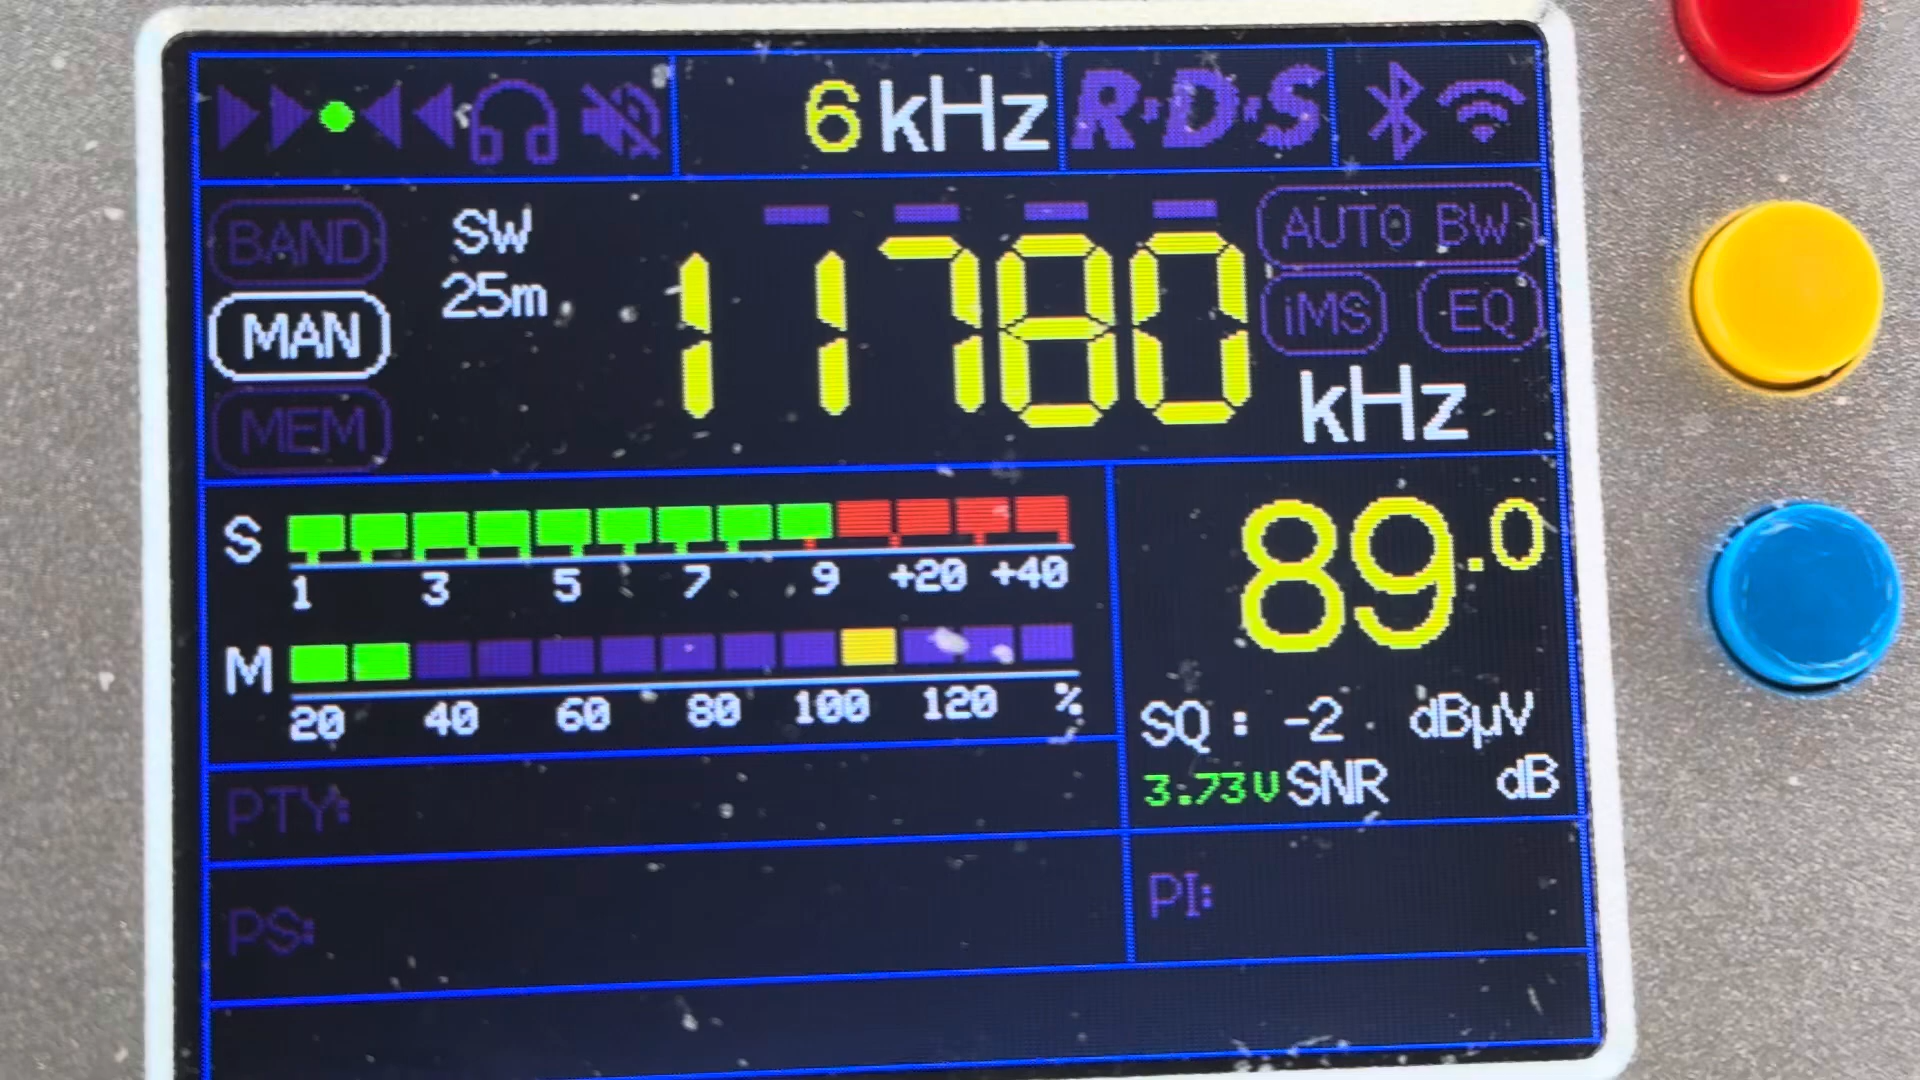 6 kHz R·D·S
BAND SW AUTO BW
25m 11780 iMS EQ
MAN kHz
MEM
S 89.0
1 3 5 7 9 +20 +40
M
20 40 60 80 100 120 %
SQ : -2 dBµV
3.73V SNR dB
PTY:
PS: PI: